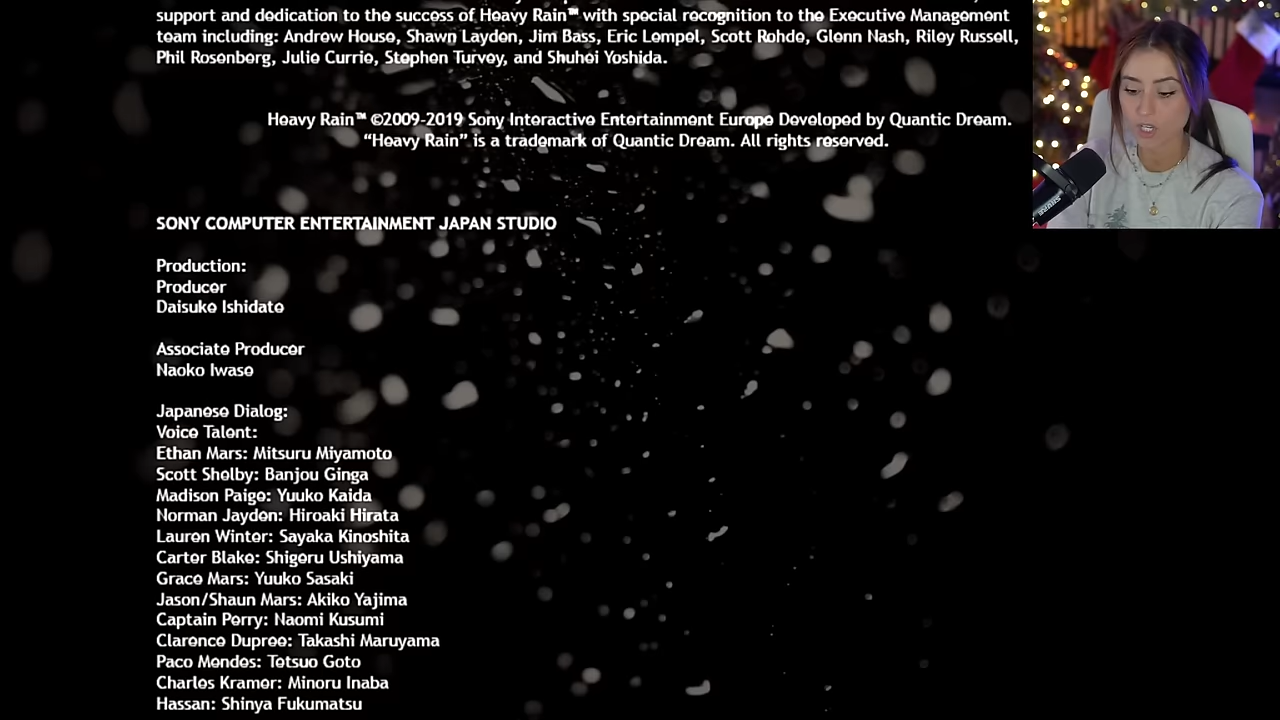 support and dedication to the success of Heavy Rain™ with special recognition to the Executive Management
team including: Andrew House, Shawn Layden, Jim Bass, Eric Lempel, Scott Rohde, Glenn Nash, Riley Russell,
Phil Rosenberg, Julie Currie, Stephen Turvey, and Shuhei Yoshida.
Heavy Rain™ ©2009-2019 Sony Interactive Entertainment Europe Developed by Quantic Dream.
“Heavy Rain” is a trademark of Quantic Dream. All rights reserved.
SONY COMPUTER ENTERTAINMENT JAPAN STUDIO
Production:
Producer
Daisuke Ishidate
Associate Producer
Naoko Iwase
Japanese Dialog:
Voice Talent:
Ethan Mars: Mitsuru Miyamoto
Scott Shelby: Banjou Ginga
Madison Paige: Yuuko Kaida
Norman Jayden: Hiroaki Hirata
Lauren Winter: Sayaka Kinoshita
Carter Blake: Shigeru Ushiyama
Grace Mars: Yuuko Sasaki
Jason/Shaun Mars: Akiko Yajima
Captain Perry: Naomi Kusumi
Clarence Dupree: Takashi Maruyama
Paco Mendes: Tetsuo Goto
Charles Kramer: Minoru Inaba
Hassan: Shinya Fukumatsu